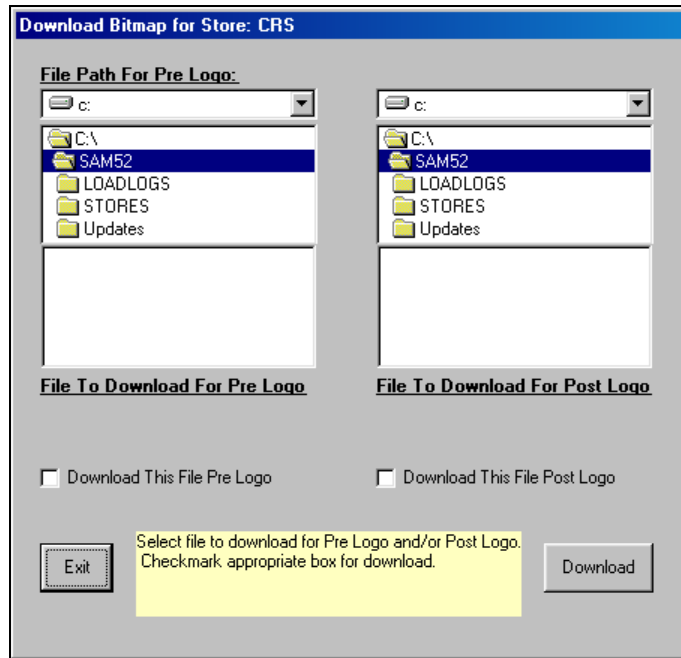 Download Bitmap for Store: CRS
File Path For Pre Logo:
c:
C:\
SAM52
LOADLOGS
STORES
Updates
File To Download For Pre Logo
Download This File Pre Logo
c:
C:\
SAM52
LOADLOGS
STORES
Updates
File To Download For Post Logo
Download This File Post Logo
Exit
Select file to download for Pre Logo and/or Post Logo.
Checkmark appropriate box for download.
Download